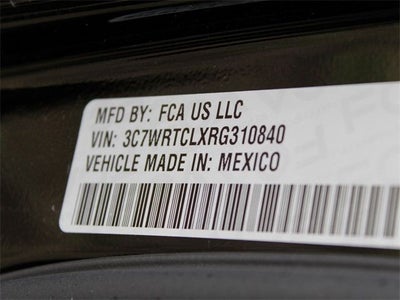 MFD BY: FCA US LLC
VIN: 3C7WRTCLXRG310840
VEHICLE MADE IN: MEXICO